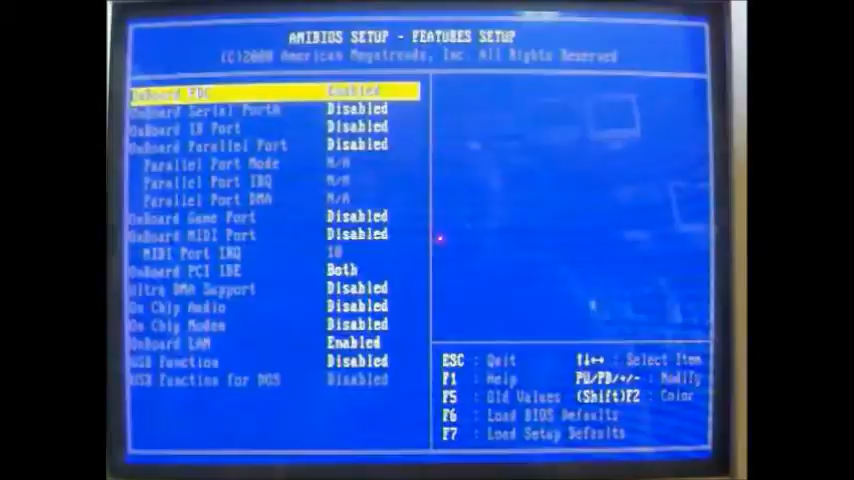 AMIBIOS SETUP - FEATURES SETUP
(C)2000 American Megatrends, Inc. All Rights Reserved
OnBoard FDC Enabled
OnBoard Serial PortA Disabled
OnBoard IR Port Disabled
OnBoard Parallel Port Disabled
Parallel Port Mode N/A
Parallel Port IRQ N/A
Parallel Port DMA N/A
OnBoard Game Port Disabled
OnBoard MIDI Port Disabled
MIDI Port IRQ 10
OnBoard PCI IDE Both
Ultra DMA Support Disabled
On Chip Audio Disabled
On Chip Modem Disabled
OnBoard LAN Enabled
USB Function Disabled
USB Function for DOS Disabled
ESC : Quit ↑↓←→ : Select Item
F1 : Help PU/PD/+/- : Modify
F5 : Old Values (Shift)F2 : Color
F6 : Load BIOS Defaults
F7 : Load Setup Defaults